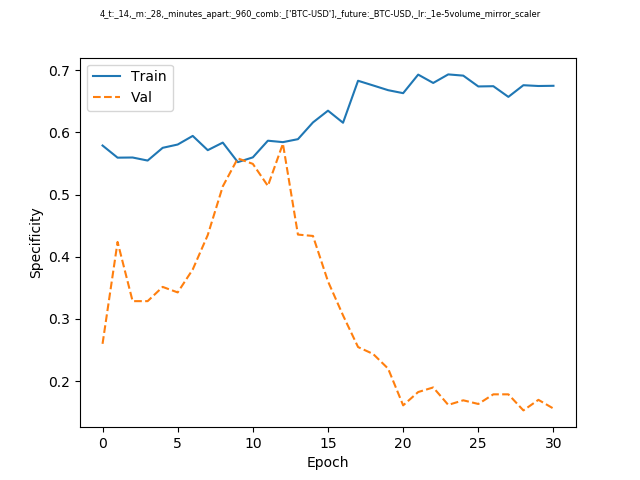 4_t:_14,_m:_28,_minutes_apart:_960_comb:_['BTC-USD'],_future:_BTC-USD,_lr:_1e-5volume_mirror_scaler
Train
Val
0.7
0.6
0.5
0.4
0.3
0.2
Specificity
0 5 10 15 20 25 30
Epoch